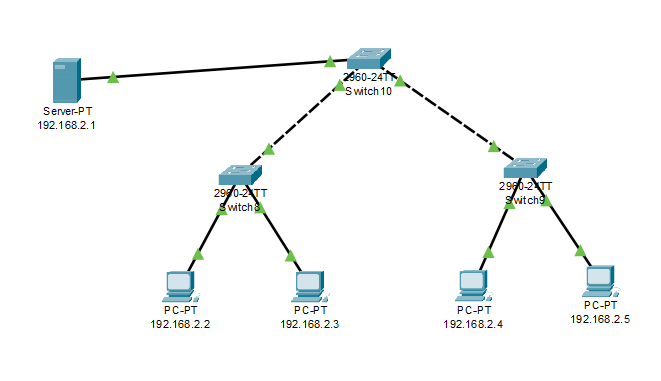 2960-24TT
Switch10
Server-PT
192.168.2.1
2960-24TT
Switch8
2960-24TT
Switch9
PC-PT
192.168.2.2
PC-PT
192.168.2.3
PC-PT
192.168.2.4
PC-PT
192.168.2.5